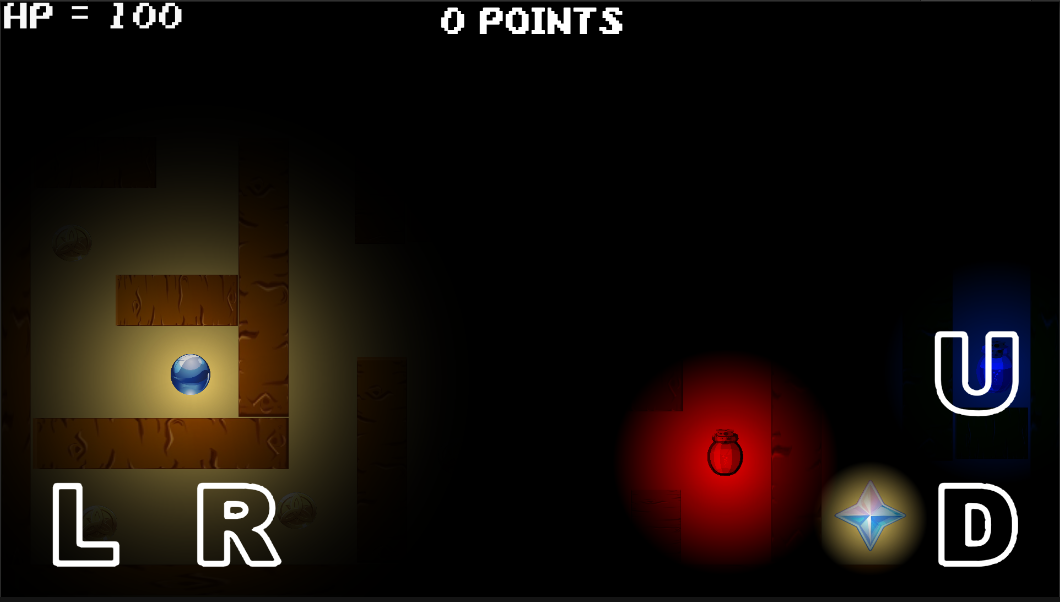 HP = 100
0 POINTS
U
L R
D